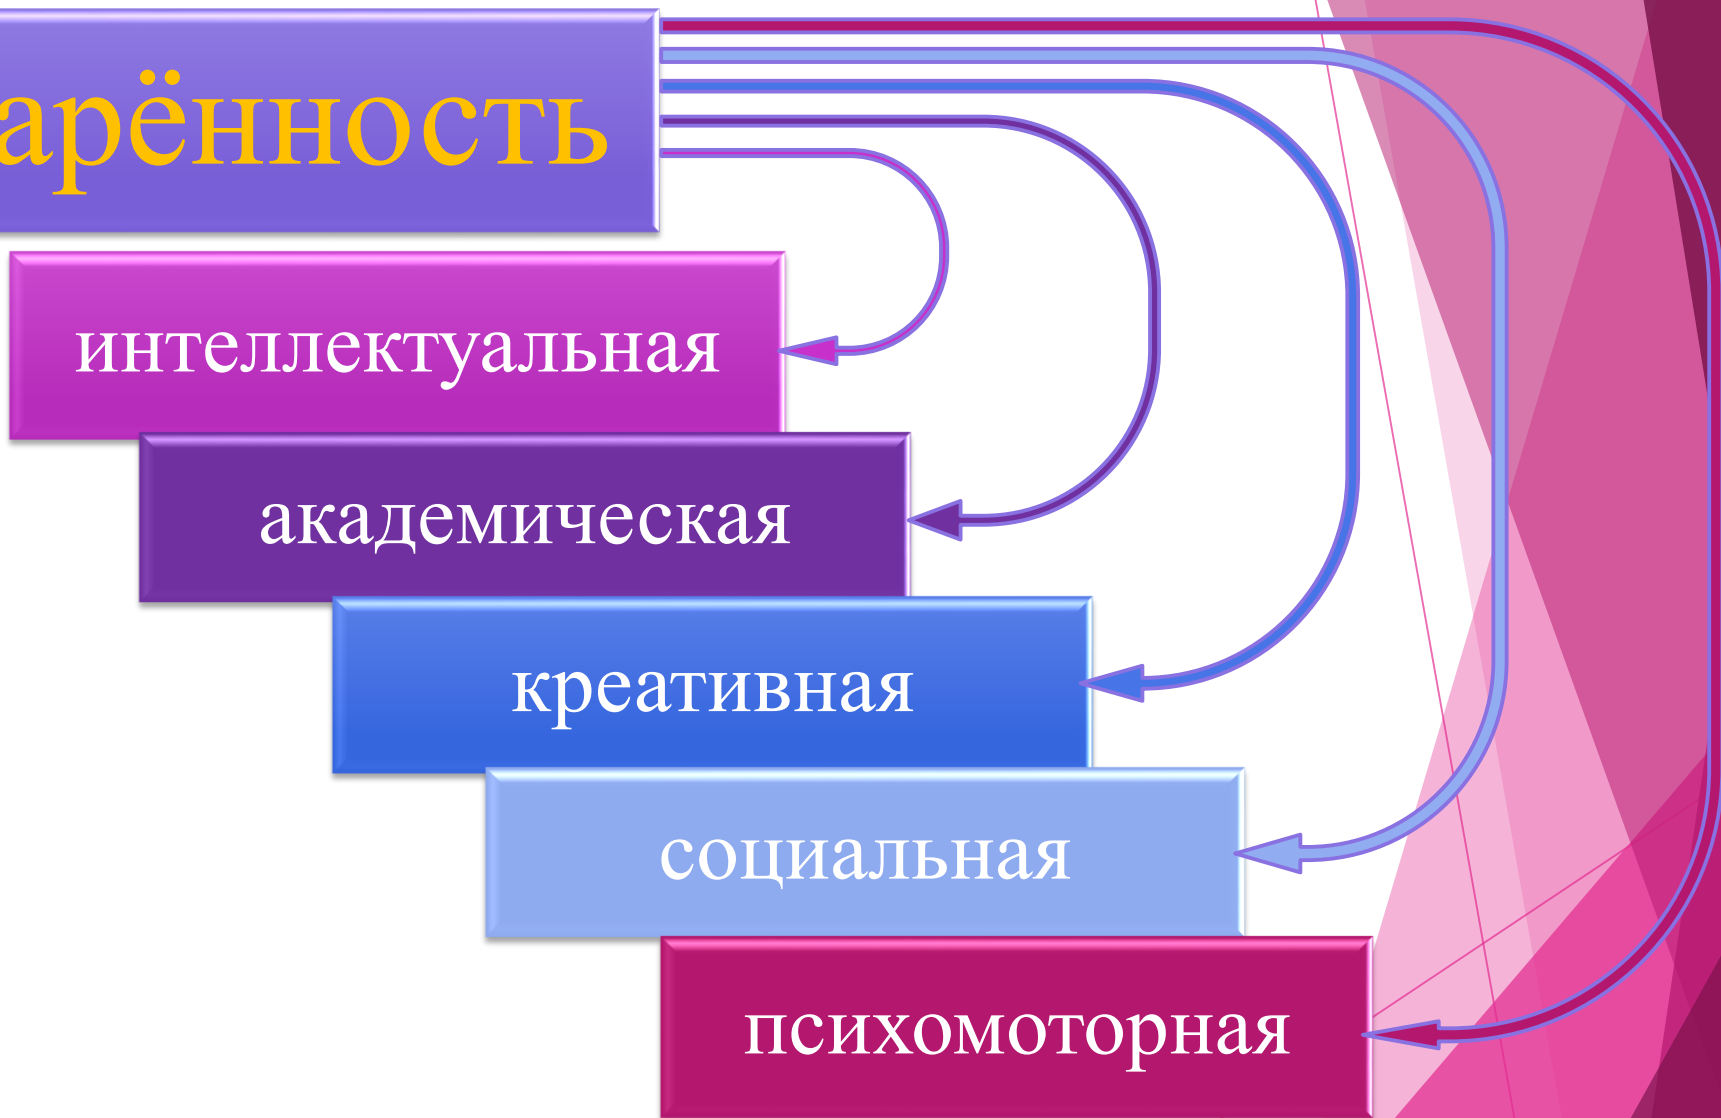 арённость
интеллектуальная
академическая
креативная
социальная
психомоторная